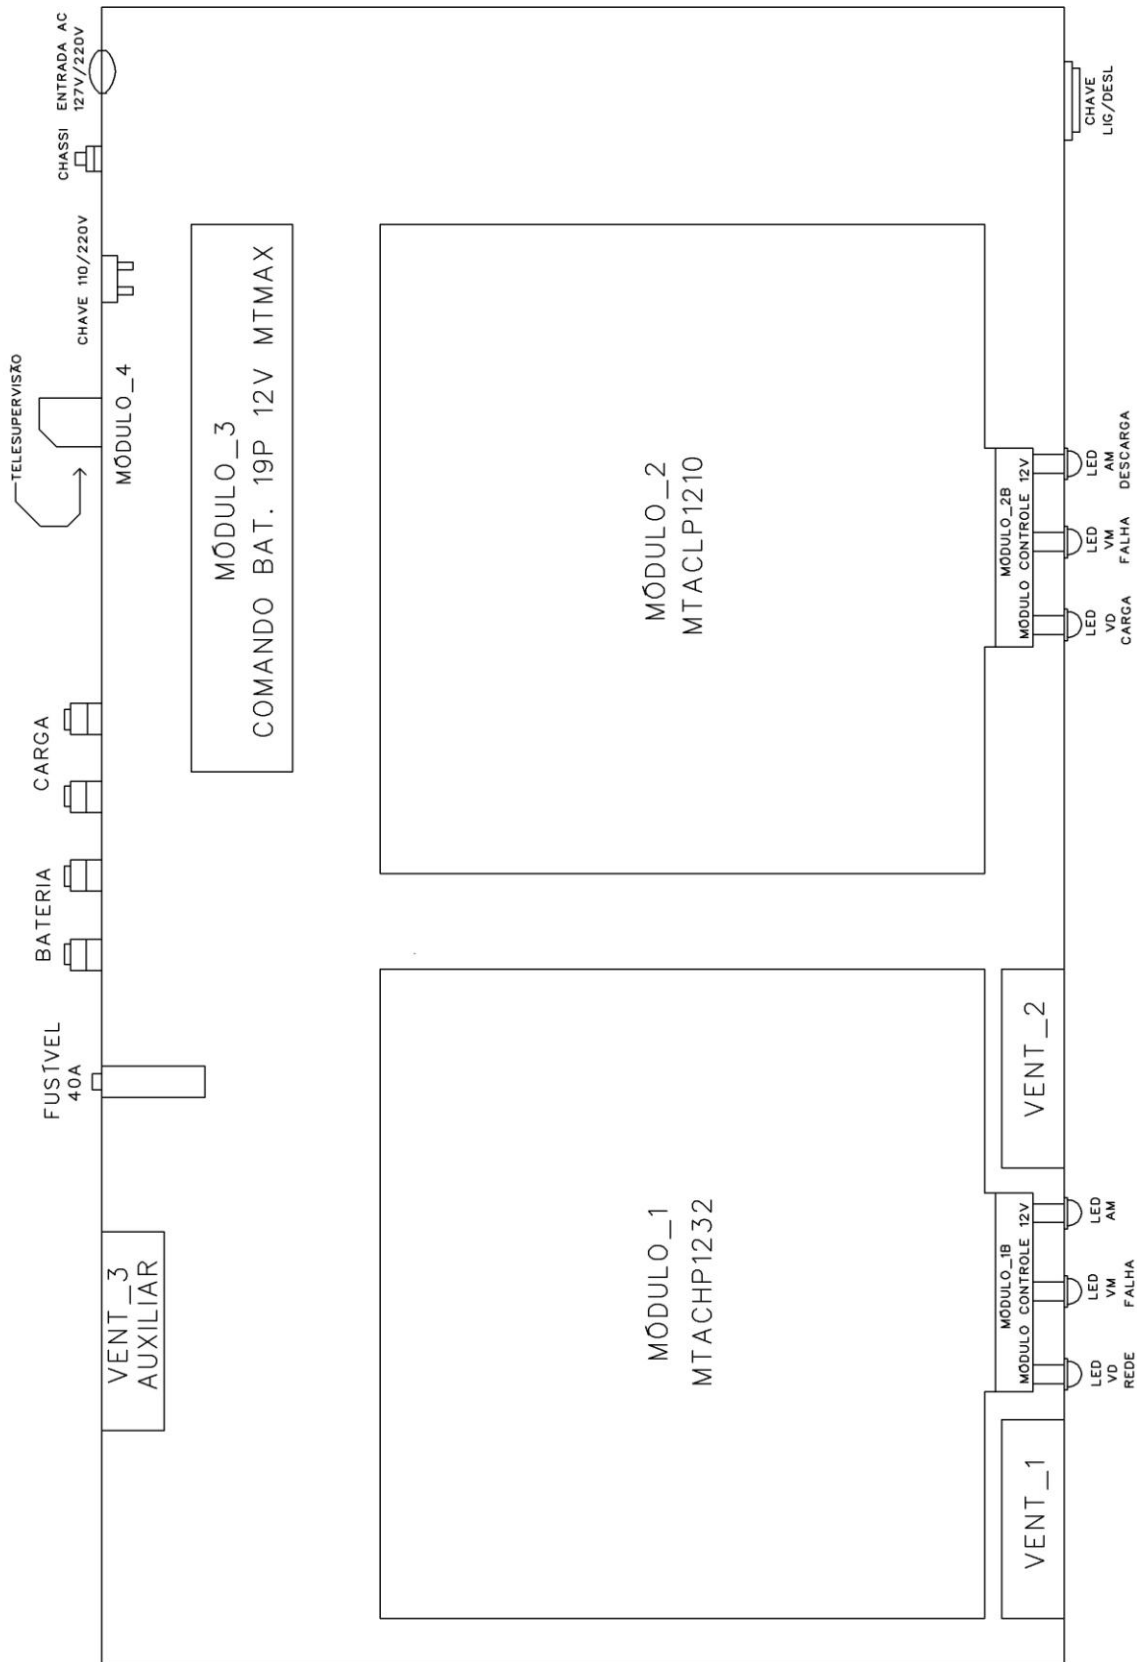 TELESUPERVISÃO
FUSTVEL
40A
BATERIA
CARGA
CHAVE 110/220V
CHASSI
ENTRADA AC
127V/220V
VENT_3
AUXILIAR
MÓDULO_4
MÓDULO_3
COMANDO BAT. 19P 12V MTMAX
MÓDULO_1
MTACHP1232
MÓDULO_2
MTACLP1210
VENT_1
MÓDULO_1B
MÓDULO CONTROLE 12V
VENT_2
MÓDULO_2B
MÓDULO CONTROLE 12V
LED
VD
REDE
LED
VM
FALHA
LED
AM
LED
VD
CARGA
LED
VM
FALHA
LED
AM
DESCARGA
CHAVE
LIG/DESL